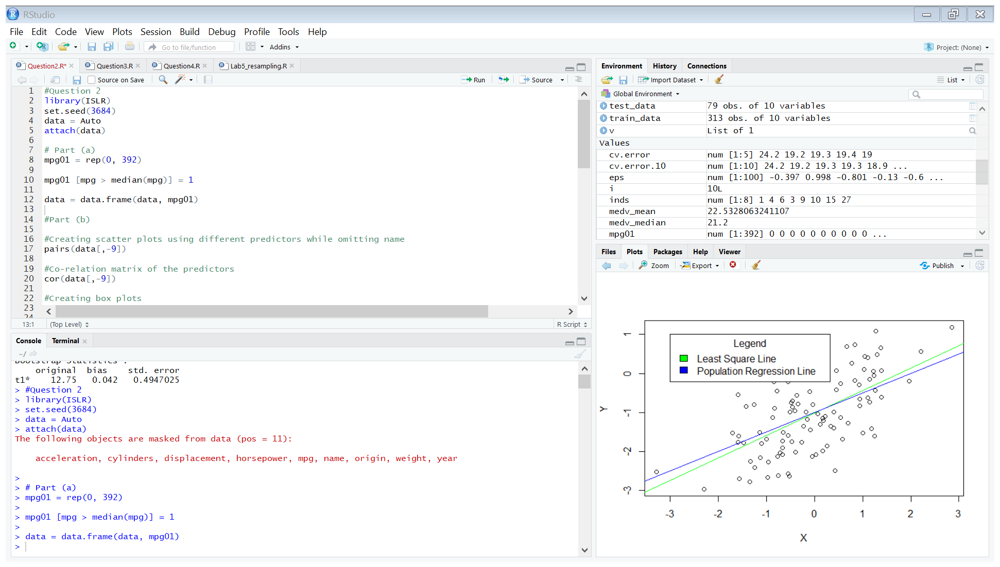 RStudio
File Edit Code View Plots Session Build Debug Profile Tools Help
Go to file/function Addins Project: (None)
Question2.R* Question3.R Question4.R Lab5_resampling.R
Source on Save Run Source
1 #Question 2
2 library(ISLR)
3 set.seed(3684)
4 data = Auto
5 attach(data)
6
7 # Part (a)
8 mpg01 = rep(0, 392)
9
10 mpg01 [mpg > median(mpg)] = 1
11
12 data = data.frame(data, mpg01)
13
14 #Part (b)
15
16 #Creating scatter plots using different predictors while omitting name
17 pairs(data[,-9])
18
19 #Co-relation matrix of the predictors
20 cor(data[,-9])
21
22 #Creating box plots
23
24
13:1 (Top Level) R Script
Console Terminal
~/
Bootstrap Statistics :
original bias std. error
t1* 12.75 0.042 0.4947025
> #Question 2
> library(ISLR)
> set.seed(3684)
> data = Auto
> attach(data)
The following objects are masked from data (pos = 11):
acceleration, cylinders, displacement, horsepower, mpg, name, origin, weight, year
>
> # Part (a)
> mpg01 = rep(0, 392)
>
> mpg01 [mpg > median(mpg)] = 1
>
> data = data.frame(data, mpg01)
>
Environment History Connections
Import Dataset List
Global Environment
test_data 79 obs. of 10 variables
train_data 313 obs. of 10 variables
v List of 1
Values
cv.error num [1:5] 24.2 19.2 19.3 19.4 19
cv.error.10 num [1:10] 24.2 19.2 19.3 19.3 18.9 ...
eps num [1:100] -0.397 0.998 -0.801 -0.13 -0.6 ...
i 10L
inds num [1:8] 1 4 6 3 9 10 15 27
medv_mean 22.5328063241107
medv_median 21.2
mpg01 num [1:392] 0 0 0 0 0 0 0 0 0 0 ...
Files Plots Packages Help Viewer
Zoom Export Publish
Legend
Least Square Line
Population Regression Line
1
0
-1
-2
-3
Y
-3 -2 -1 0 1 2 3
X